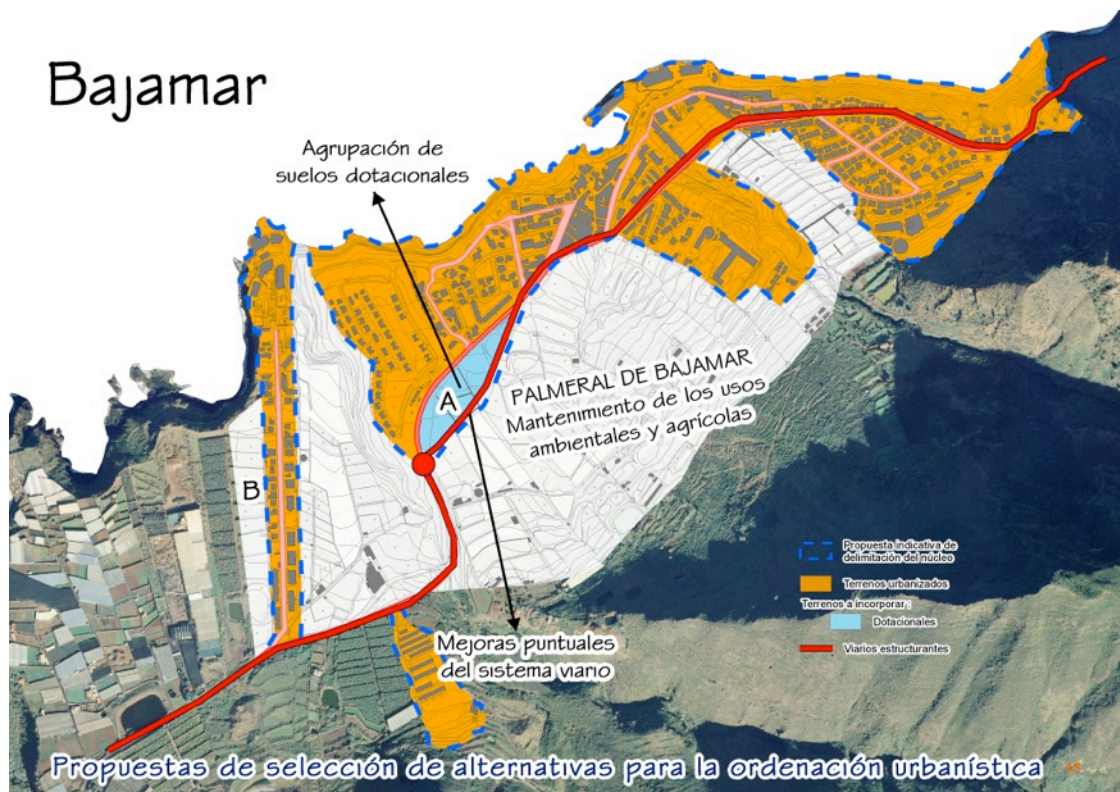 Bajamar
Agrupación de
suelos dotacionales
A
PALMERAL DE BAJAMAR
Mantenimiento de los usos
ambientales y agrícolas
B
Propuesta indicativa de
delimitación del núcleo
Terrenos urbanizados
Terrenos a incorporar :
Dotacionales
Viarios estructurantes
Mejoras puntuales
del sistema viario
Propuestas de selección de alternativas para la ordenación urbanística